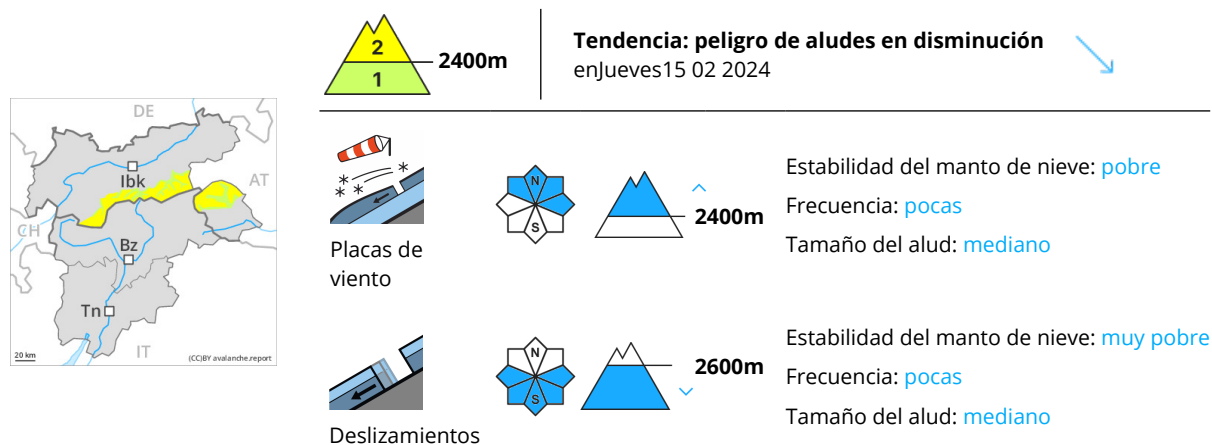 2
2400m
1
Tendencia: peligro de aludes en disminución
enJueves15 02 2024
DE
Ibk
AT
CH
Bz
Tn
IT
20 km
(CC)BY avalanche.report
Placas de
viento
N
S
2400m
Estabilidad del manto de nieve: pobre
Frecuencia: pocas
Tamaño del alud: mediano
Deslizamientos
N
S
2600m
Estabilidad del manto de nieve: muy pobre
Frecuencia: pocas
Tamaño del alud: mediano